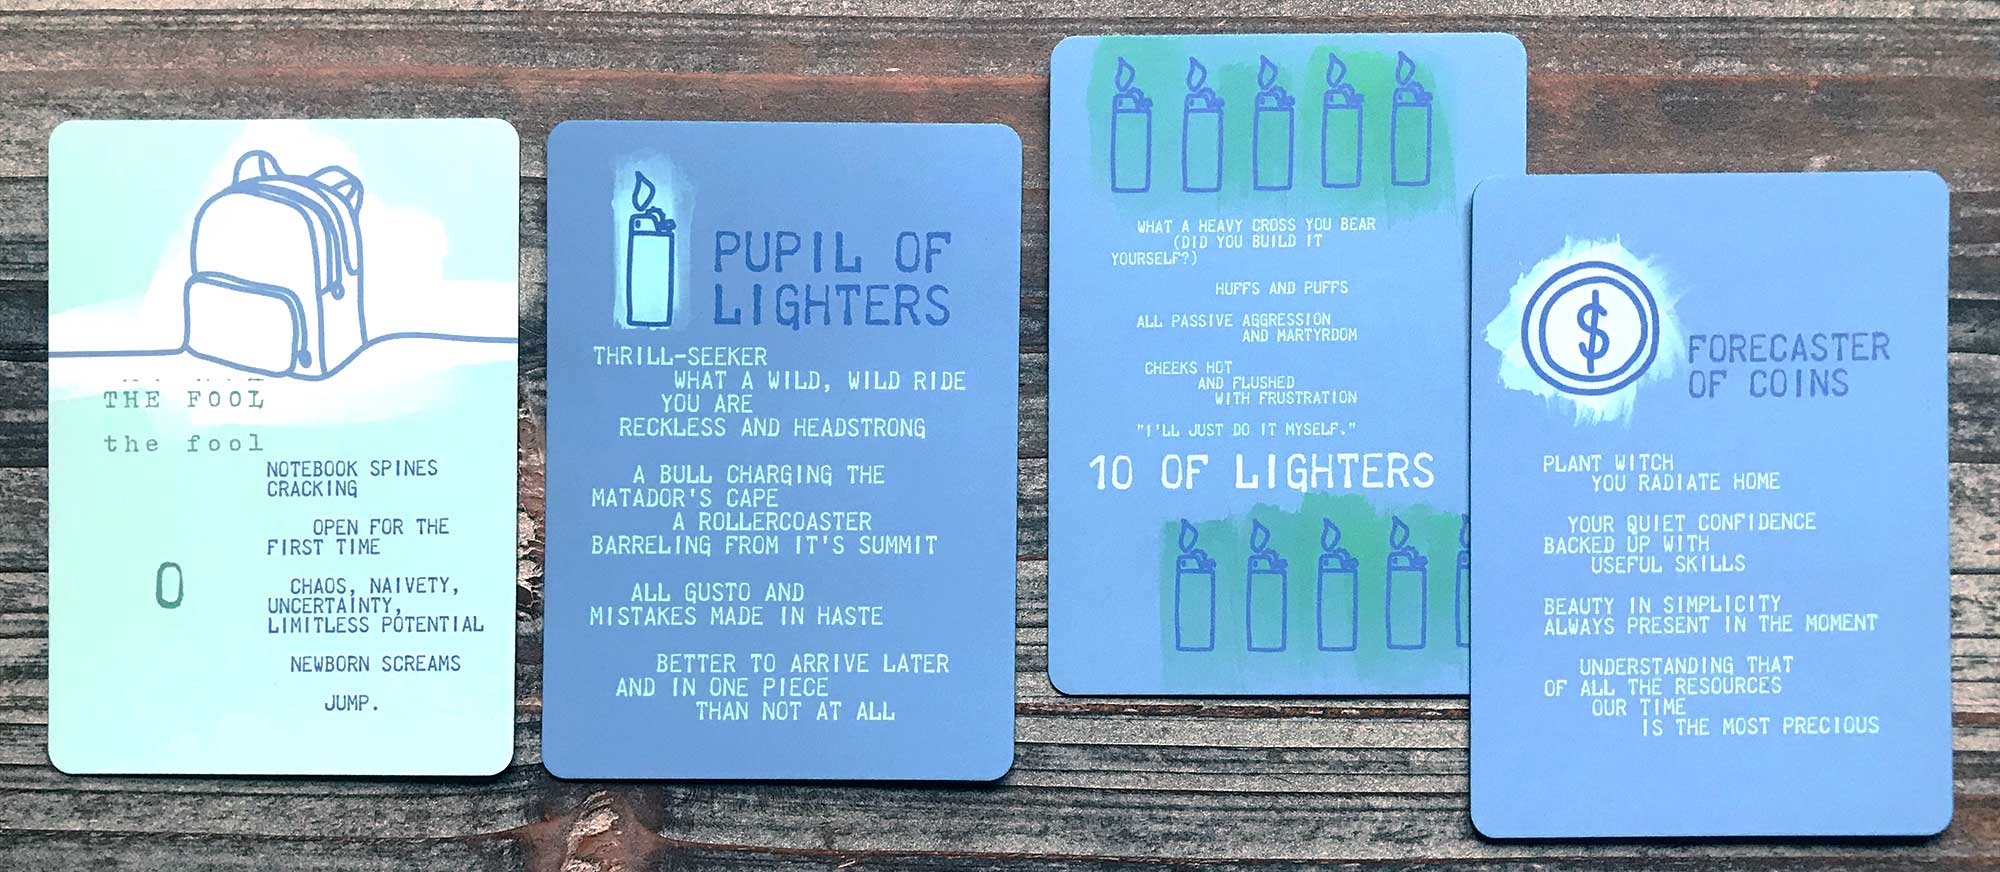 THE FOOL
the fool
NOTEBOOK SPINES
CRACKING
OPEN FOR THE
FIRST TIME
CHAOS, NAIVETY,
UNCERTAINTY,
LIMITLESS POTENTIAL
NEWBORN SCREAMS
JUMP.
0
PUPIL OF
LIGHTERS
THRILL-SEEKER
WHAT A WILD, WILD RIDE
YOU ARE
RECKLESS AND HEADSTRONG
A BULL CHARGING THE
MATADOR'S CAPE
A ROLLERCOASTER
BARRELING FROM IT'S SUMMIT
ALL GUSTO AND
MISTAKES MADE IN HASTE
BETTER TO ARRIVE LATER
AND IN ONE PIECE
THAN NOT AT ALL
WHAT A HEAVY CROSS YOU BEAR
(DID YOU BUILD IT
YOURSELF?)
HUFFS AND PUFFS
ALL PASSIVE AGGRESSION
AND MARTYRDOM
CHEEKS HOT
AND FLUSHED
WITH FRUSTRATION
"I'LL JUST DO IT MYSELF."
10 OF LIGHTERS
$
FORECASTER
OF COINS
PLANT WITCH
YOU RADIATE HOME
YOUR QUIET CONFIDENCE
BACKED UP WITH
USEFUL SKILLS
BEAUTY IN SIMPLICITY
ALWAYS PRESENT IN THE MOMENT
UNDERSTANDING THAT
OF ALL THE RESOURCES
OUR TIME
IS THE MOST PRECIOUS